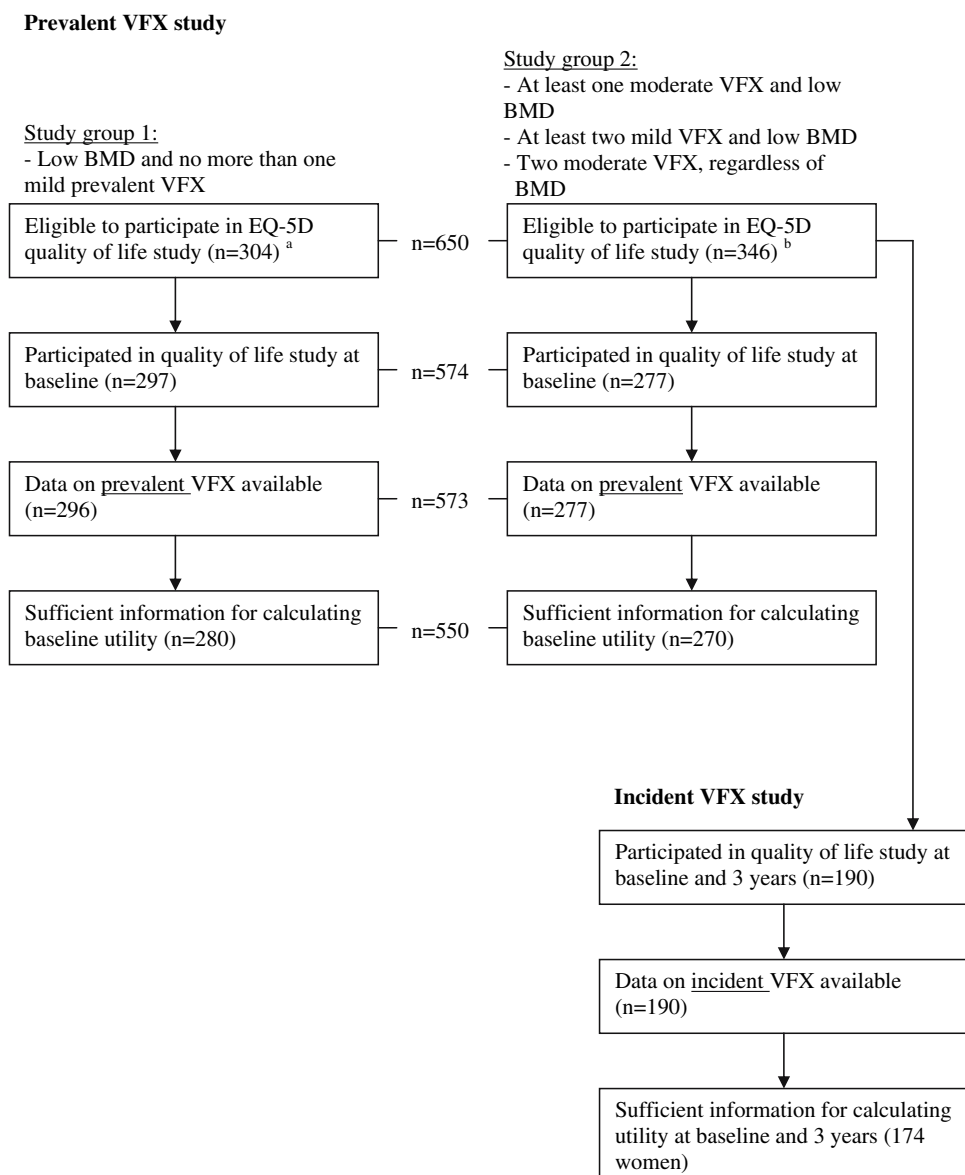 Prevalent VFX study
Study group 1:
- Low BMD and no more than one
mild prevalent VFX
Study group 2:
- At least one moderate VFX and low
BMD
- At least two mild VFX and low BMD
- Two moderate VFX, regardless of
BMD
Eligible to participate in EQ-5D
quality of life study (n=304) a
n=650
Eligible to participate in EQ-5D
quality of life study (n=346) b
Participated in quality of life study at
baseline (n=297)
n=574
Participated in quality of life study at
baseline (n=277)
Data on prevalent VFX available
(n=296)
n=573
Data on prevalent VFX available
(n=277)
Sufficient information for calculating
baseline utility (n=280)
n=550
Sufficient information for calculating
baseline utility (n=270)
Incident VFX study
Participated in quality of life study at
baseline and 3 years (n=190)
Data on incident VFX available
(n=190)
Sufficient information for calculating
utility at baseline and 3 years (174
women)